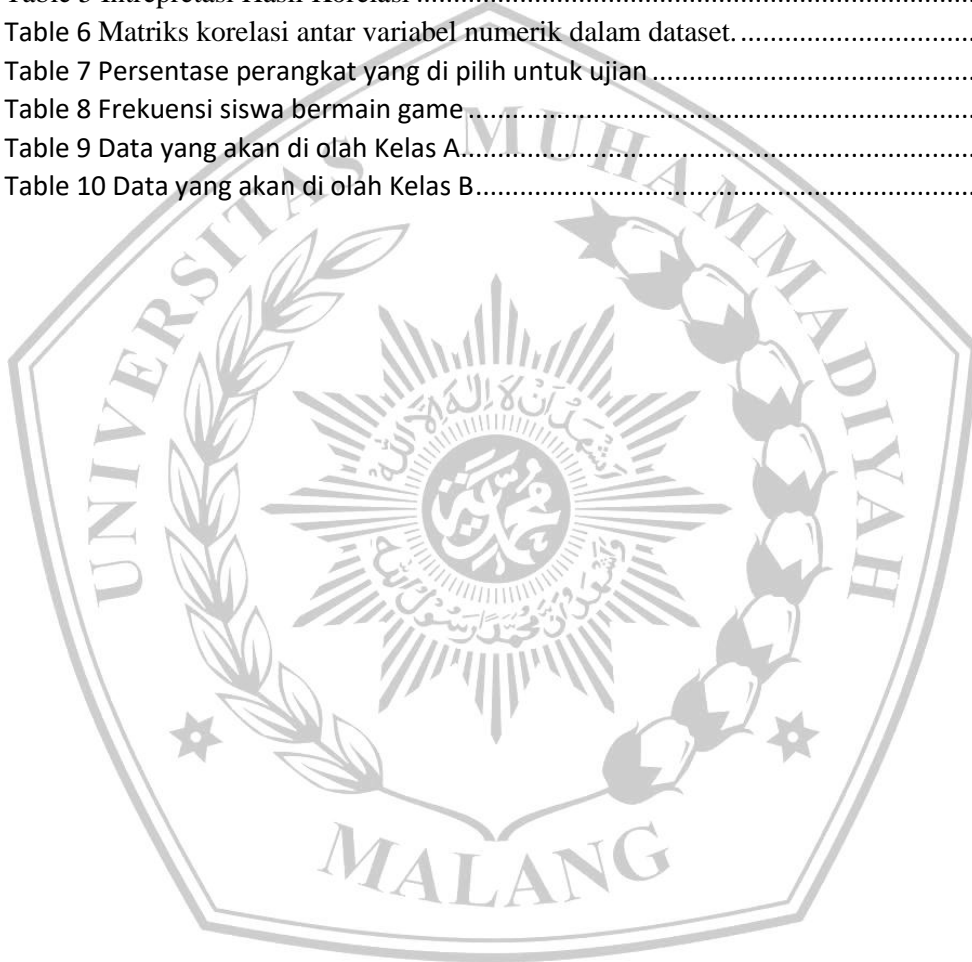 Table 5 Intrepretasi Hasil Korelasi ..........................................................................
Table 6 Matriks korelasi antar variabel numerik dalam dataset. ..............................
Table 7 Persentase perangkat yang di pilih untuk ujian ..........................................
Table 8 Frekuensi siswa bermain game ..................................................................
Table 9 Data yang akan di olah Kelas A..................................................................
Table 10 Data yang akan di olah Kelas B................................................................
UNIVERSITAS MUHAMMADIYAH
MALANG